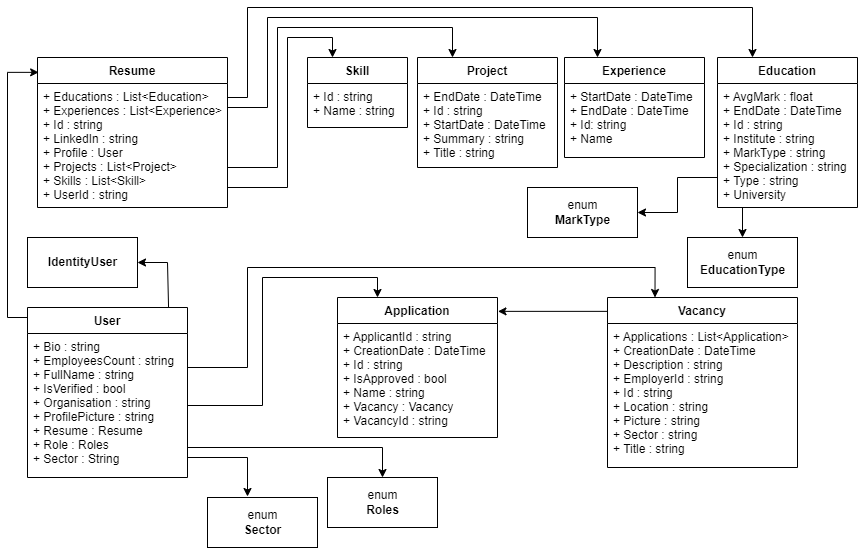 Resume
+ Educations : List<Education>
+ Experiences : List<Experience>
+ Id : string
+ LinkedIn : string
+ Profile : User
+ Projects : List<Project>
+ Skills : List<Skill>
+ UserId : string
Skill
+ Id : string
+ Name : string
Project
+ EndDate : DateTime
+ Id : string
+ StartDate : DateTime
+ Summary : string
+ Title : string
Experience
+ StartDate : DateTime
+ EndDate : DateTime
+ Id: string
+ Name
Education
+ AvgMark : float
+ EndDate : DateTime
+ Id : string
+ Institute : string
+ MarkType : string
+ Specialization : string
+ Type : string
+ University
enum
MarkType
enum
EducationType
IdentityUser
User
+ Bio : string
+ EmployeesCount : string
+ FullName : string
+ IsVerified : bool
+ Organisation : string
+ ProfilePicture : string
+ Resume : Resume
+ Role : Roles
+ Sector : String
Application
+ ApplicantId : string
+ CreationDate : DateTime
+ Id : string
+ IsApproved : bool
+ Name : string
+ Vacancy : Vacancy
+ VacancyId : string
Vacancy
+ Applications : List<Application>
+ CreationDate : DateTime
+ Description : string
+ EmployerId : string
+ Id : string
+ Location : string
+ Picture : string
+ Sector : string
+ Title : string
enum
Sector
enum
Roles